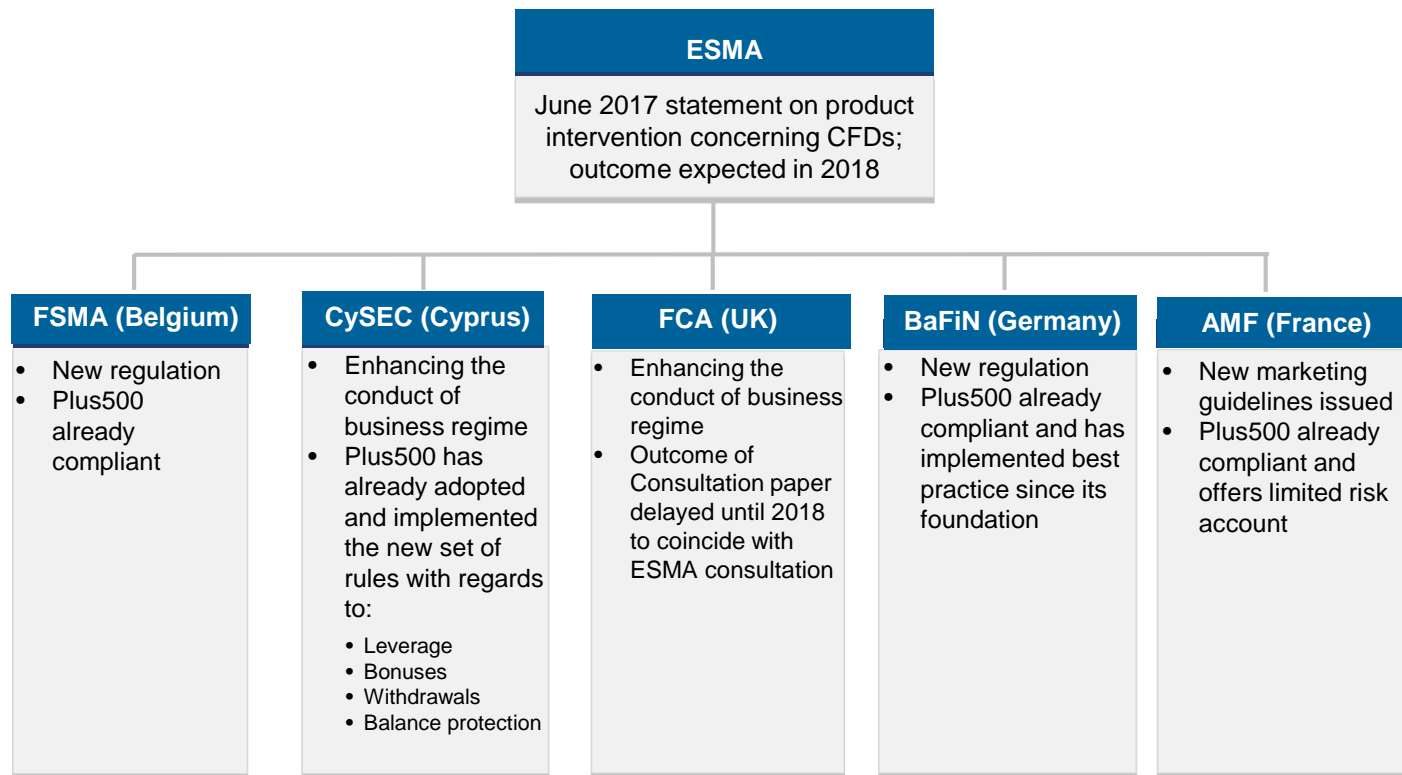 ESMA
June 2017 statement on product
intervention concerning CFDs;
outcome expected in 2018
FSMA (Belgium)
• New regulation
• Plus500
already
compliant
CySEC (Cyprus)
• Enhancing the
conduct of
business regime
• Plus500 has
already adopted
and implemented
the new set of
rules with regards
to:
• Leverage
• Bonuses
• Withdrawals
• Balance protection
FCA (UK)
• Enhancing the
conduct of business
regime
• Outcome of
Consultation paper
delayed until 2018
to coincide with
ESMA consultation
BaFiN (Germany)
• New regulation
• Plus500 already
compliant and has
implemented best
practice since its
foundation
AMF (France)
• New marketing
guidelines issued
• Plus500 already
compliant and
offers limited risk
account